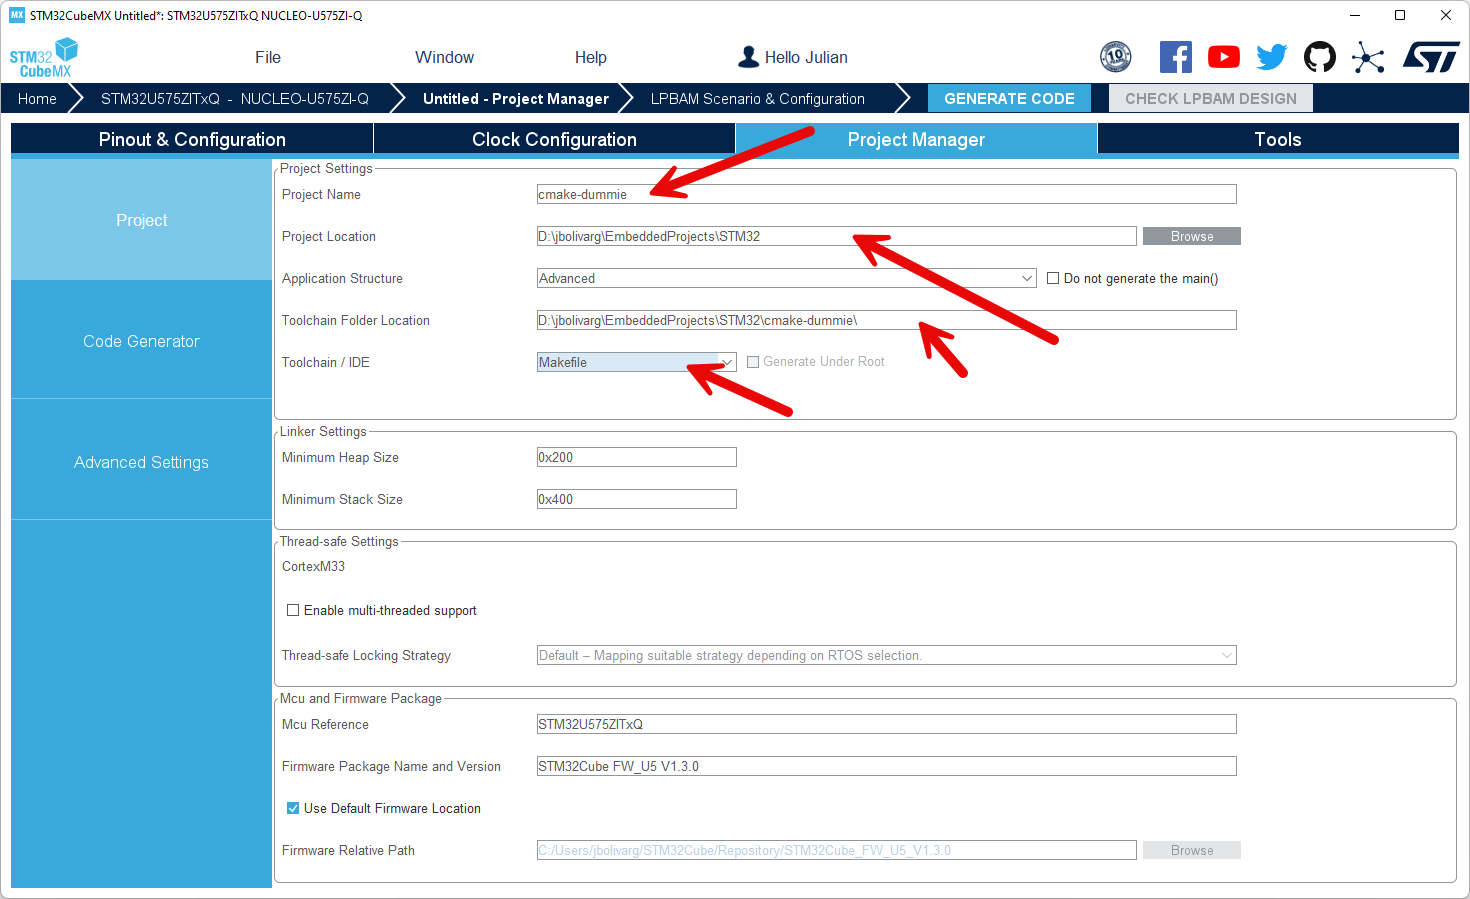 MX STM32CubeMX Untitled*: STM32U575ZITxQ NUCLEO-U575ZI-Q
STM32
CubeMX
File Window Help Hello Julian
10
YEARS
ST
Home STM32U575ZITxQ - NUCLEO-U575ZI-Q Untitled - Project Manager LPBAM Scenario & Configuration GENERATE CODE CHECK LPBAM DESIGN
Pinout & Configuration Clock Configuration Project Manager Tools
Project
Code Generator
Advanced Settings
Project Settings
Project Name cmake-dummie
Project Location D:\jbolivarg\EmbeddedProjects\STM32 Browse
Application Structure Advanced Do not generate the main()
Toolchain Folder Location D:\jbolivarg\EmbeddedProjects\STM32\cmake-dummie\
Toolchain / IDE Makefile Generate Under Root
Linker Settings
Minimum Heap Size 0x200
Minimum Stack Size 0x400
Thread-safe Settings
CortexM33
Enable multi-threaded support
Thread-safe Locking Strategy Default – Mapping suitable strategy depending on RTOS selection.
Mcu and Firmware Package
Mcu Reference STM32U575ZITxQ
Firmware Package Name and Version STM32Cube FW_U5 V1.3.0
Use Default Firmware Location
Firmware Relative Path C:/Users/jbolivarg/STM32Cube/Repository/STM32Cube_FW_U5_V1.3.0 Browse